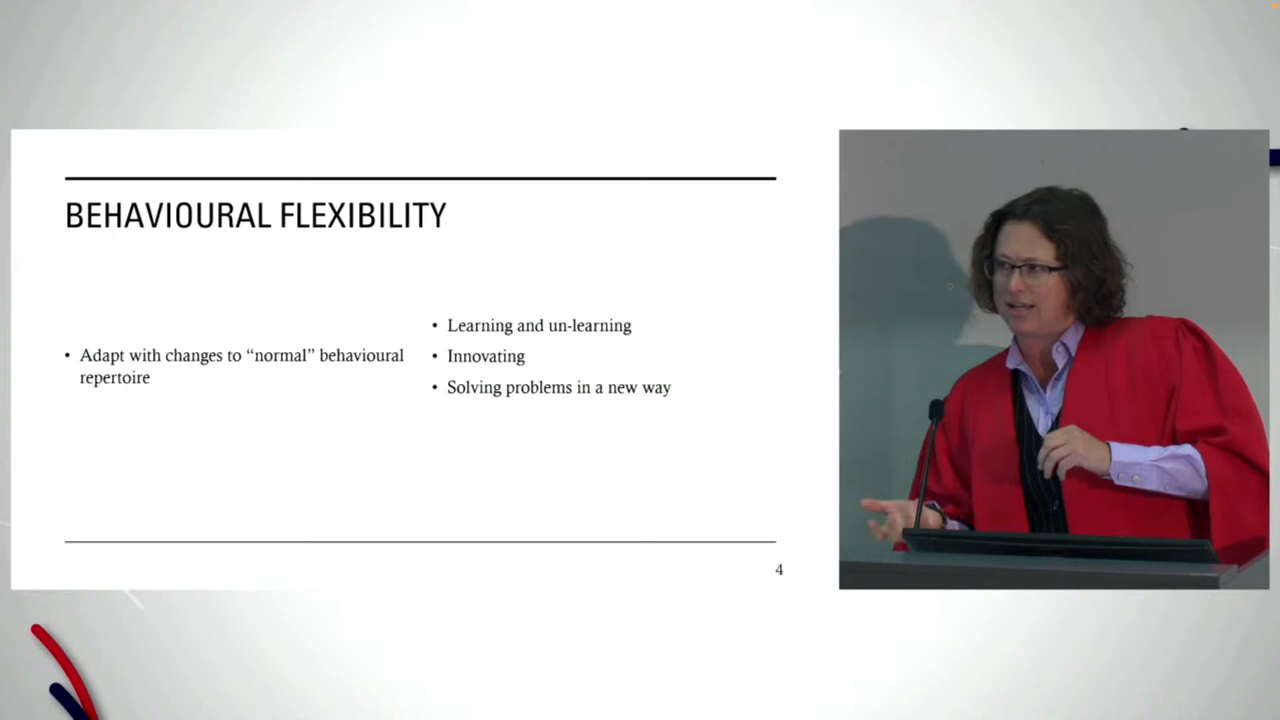 BEHAVIOURAL FLEXIBILITY
• Adapt with changes to “normal” behavioural
repertoire
• Learning and un-learning
• Innovating
• Solving problems in a new way
4